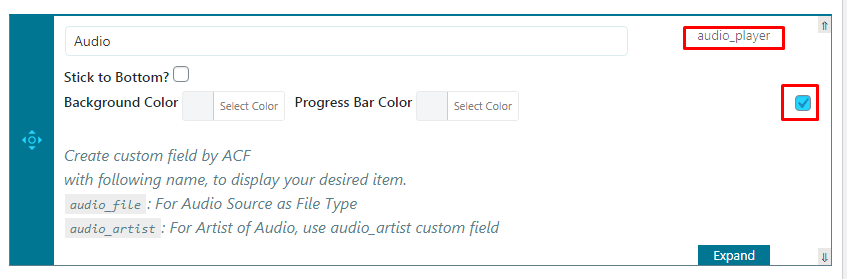 Audio
audio_player
Stick to Bottom?
Background Color Select Color Progress Bar Color Select Color
Create custom field by ACF
with following name, to display your desired item.
audio_file : For Audio Source as File Type
audio_artist : For Artist of Audio, use audio_artist custom field
Expand